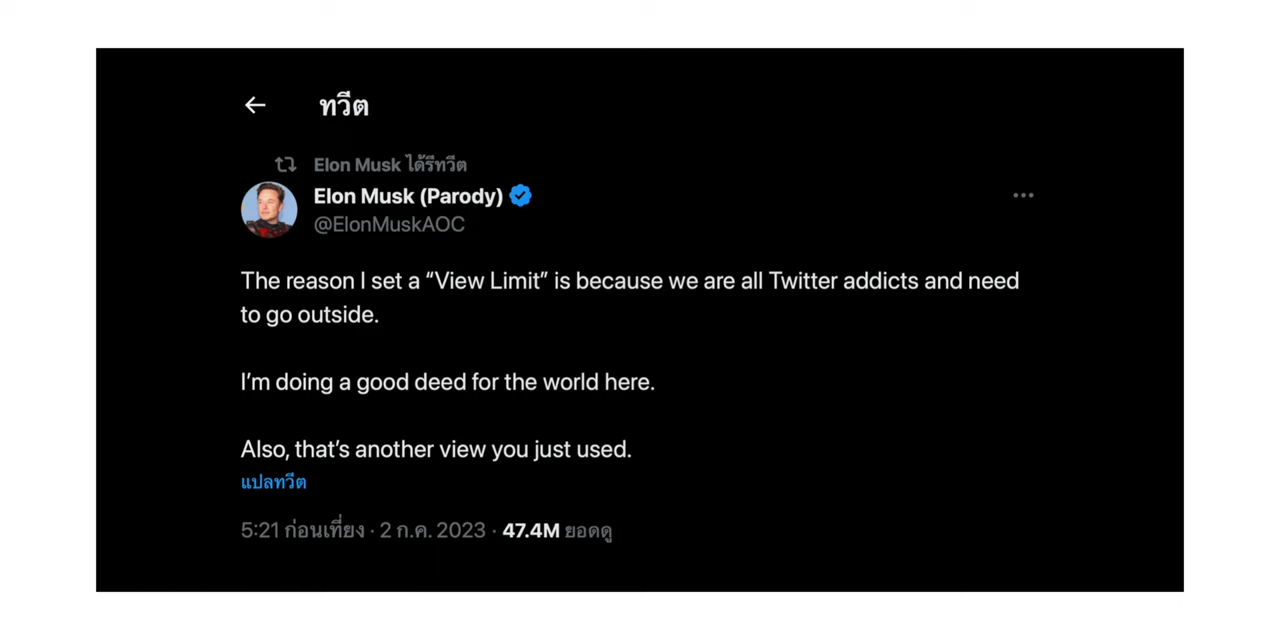 ทวีต
Elon Musk ได้รีทวีต
Elon Musk (Parody)
@ElonMuskAOC
The reason I set a “View Limit” is because we are all Twitter addicts and need
to go outside.
I’m doing a good deed for the world here.
Also, that’s another view you just used.
แปลทวีต
5:21 ก่อนเที่ยง · 2 ก.ค. 2023 · 47.4M ยอดดู